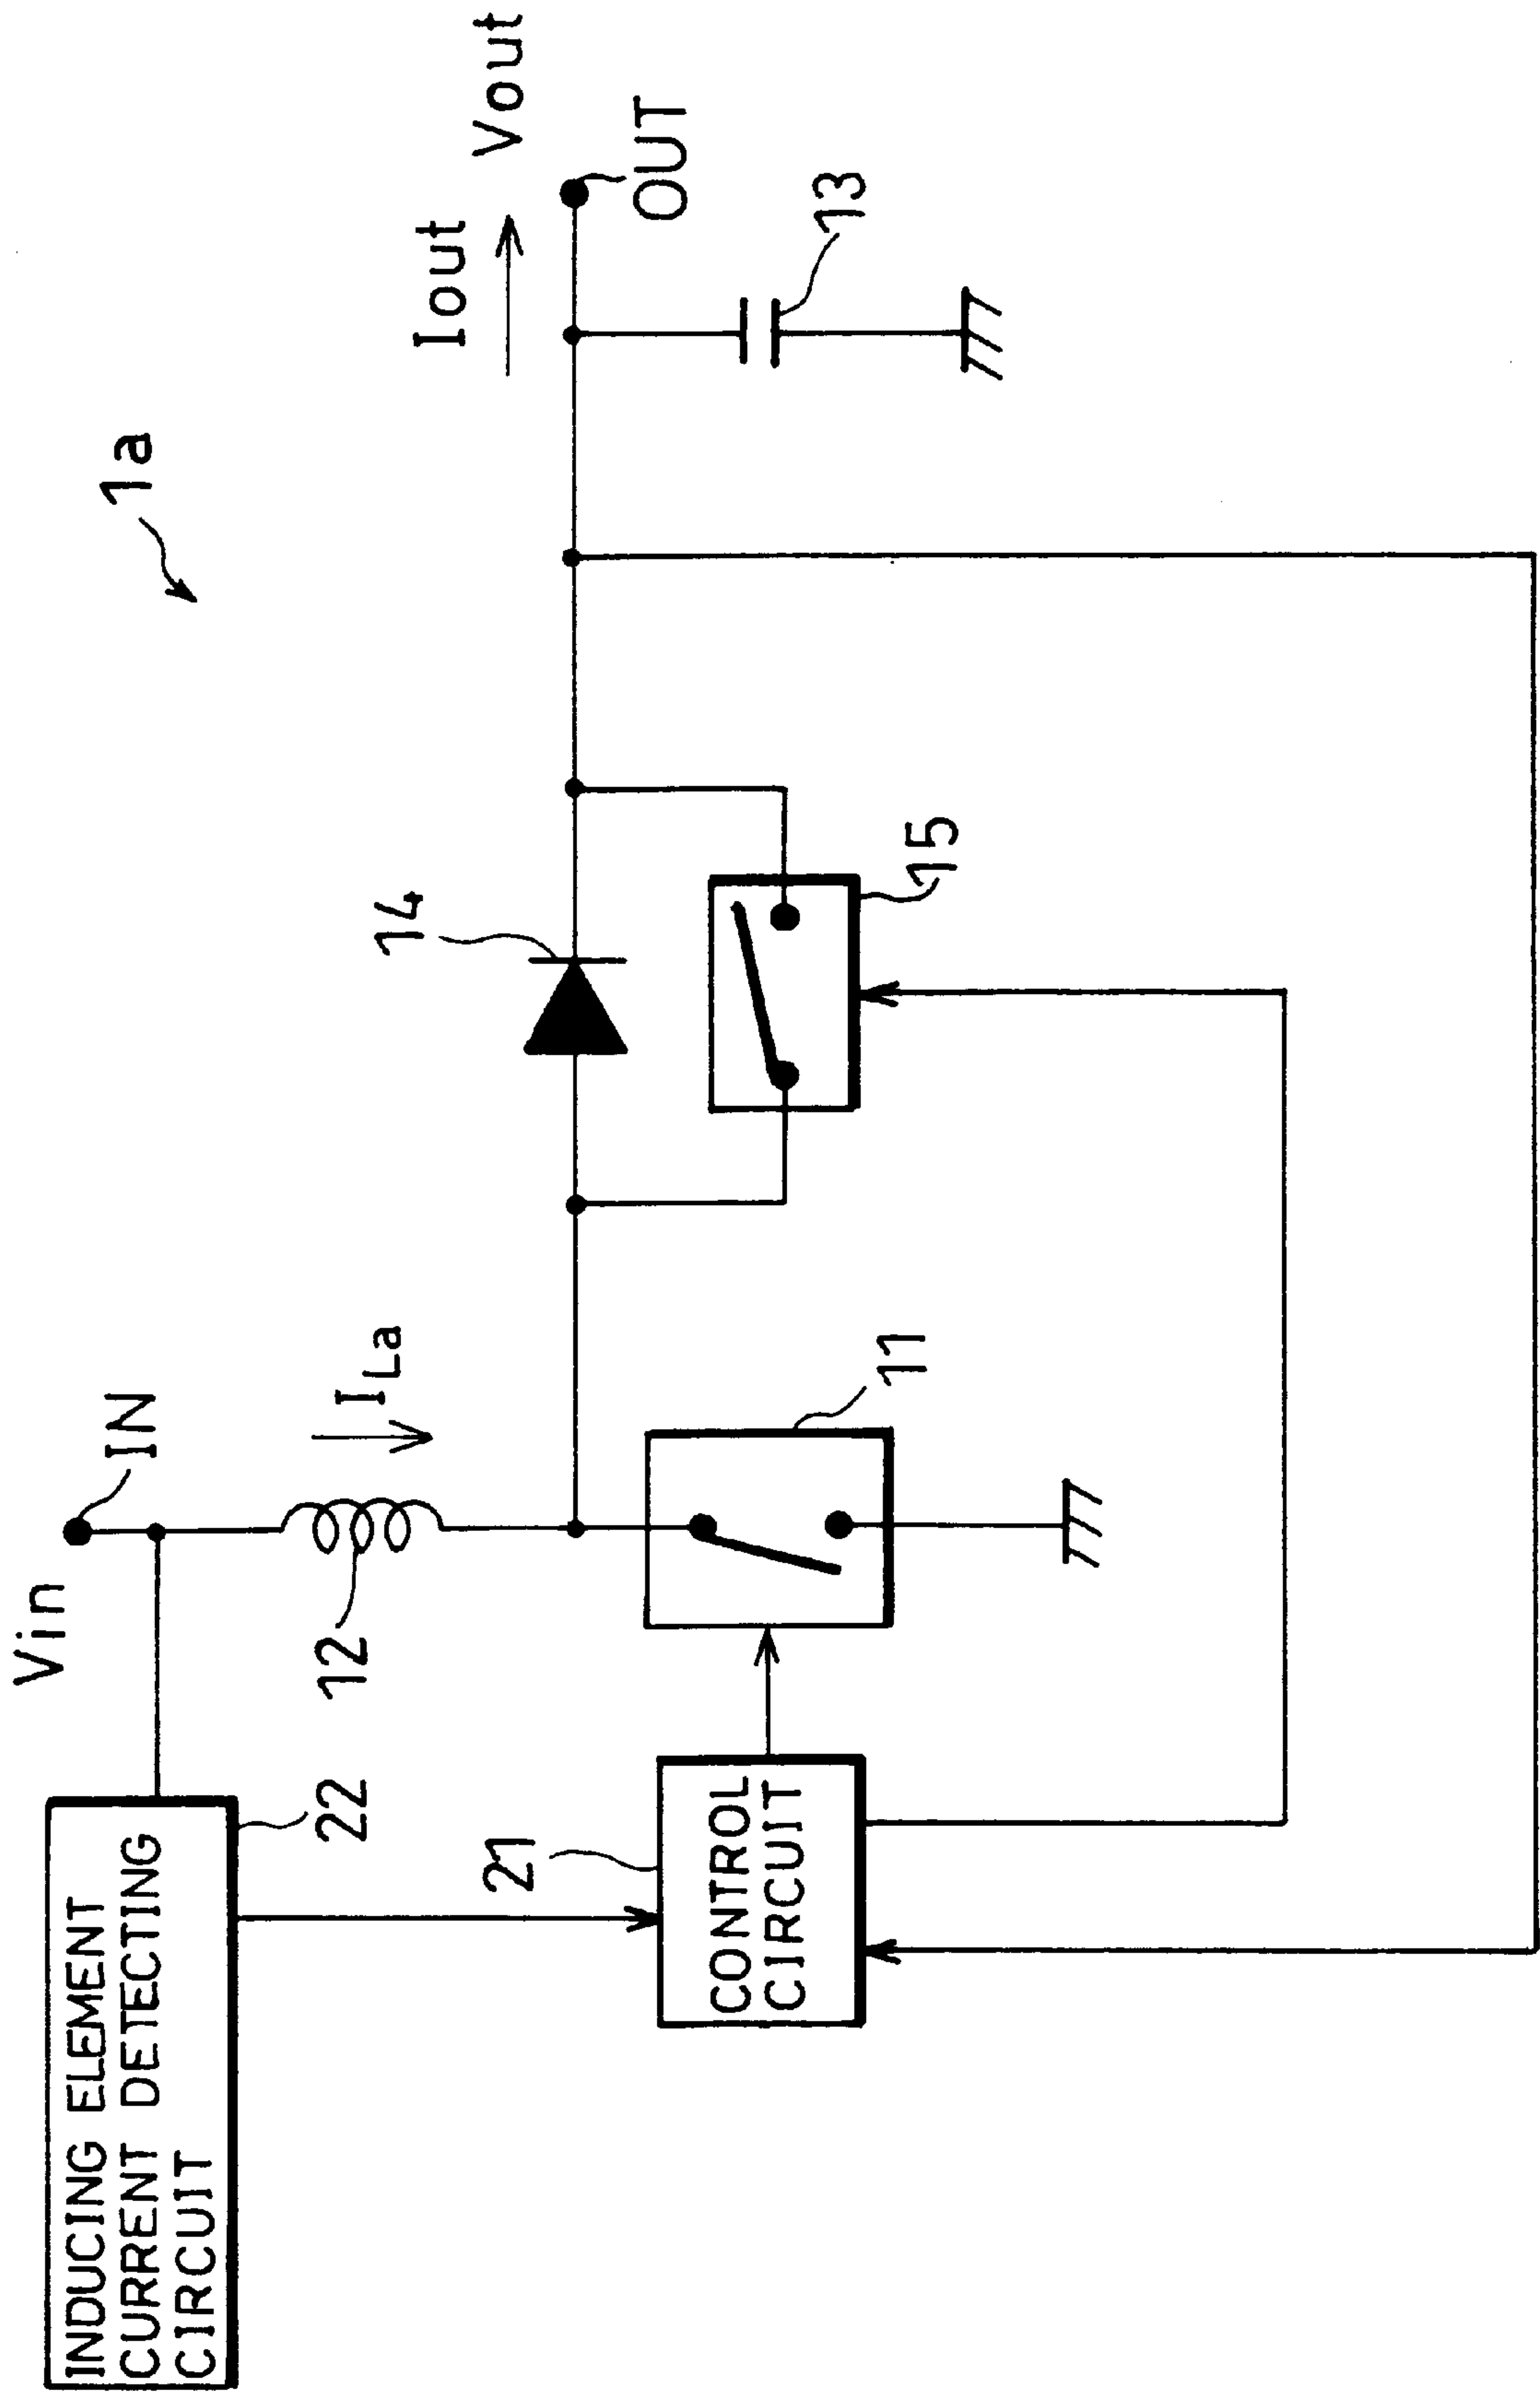 1a
Vin
IN
Iout
Vout
INDUCING ELEMENT
CURRENT DETECTING
CIRCUIT
22
12
ILa
14
OUT
21
CONTROL
CIRCUIT
11
15
13